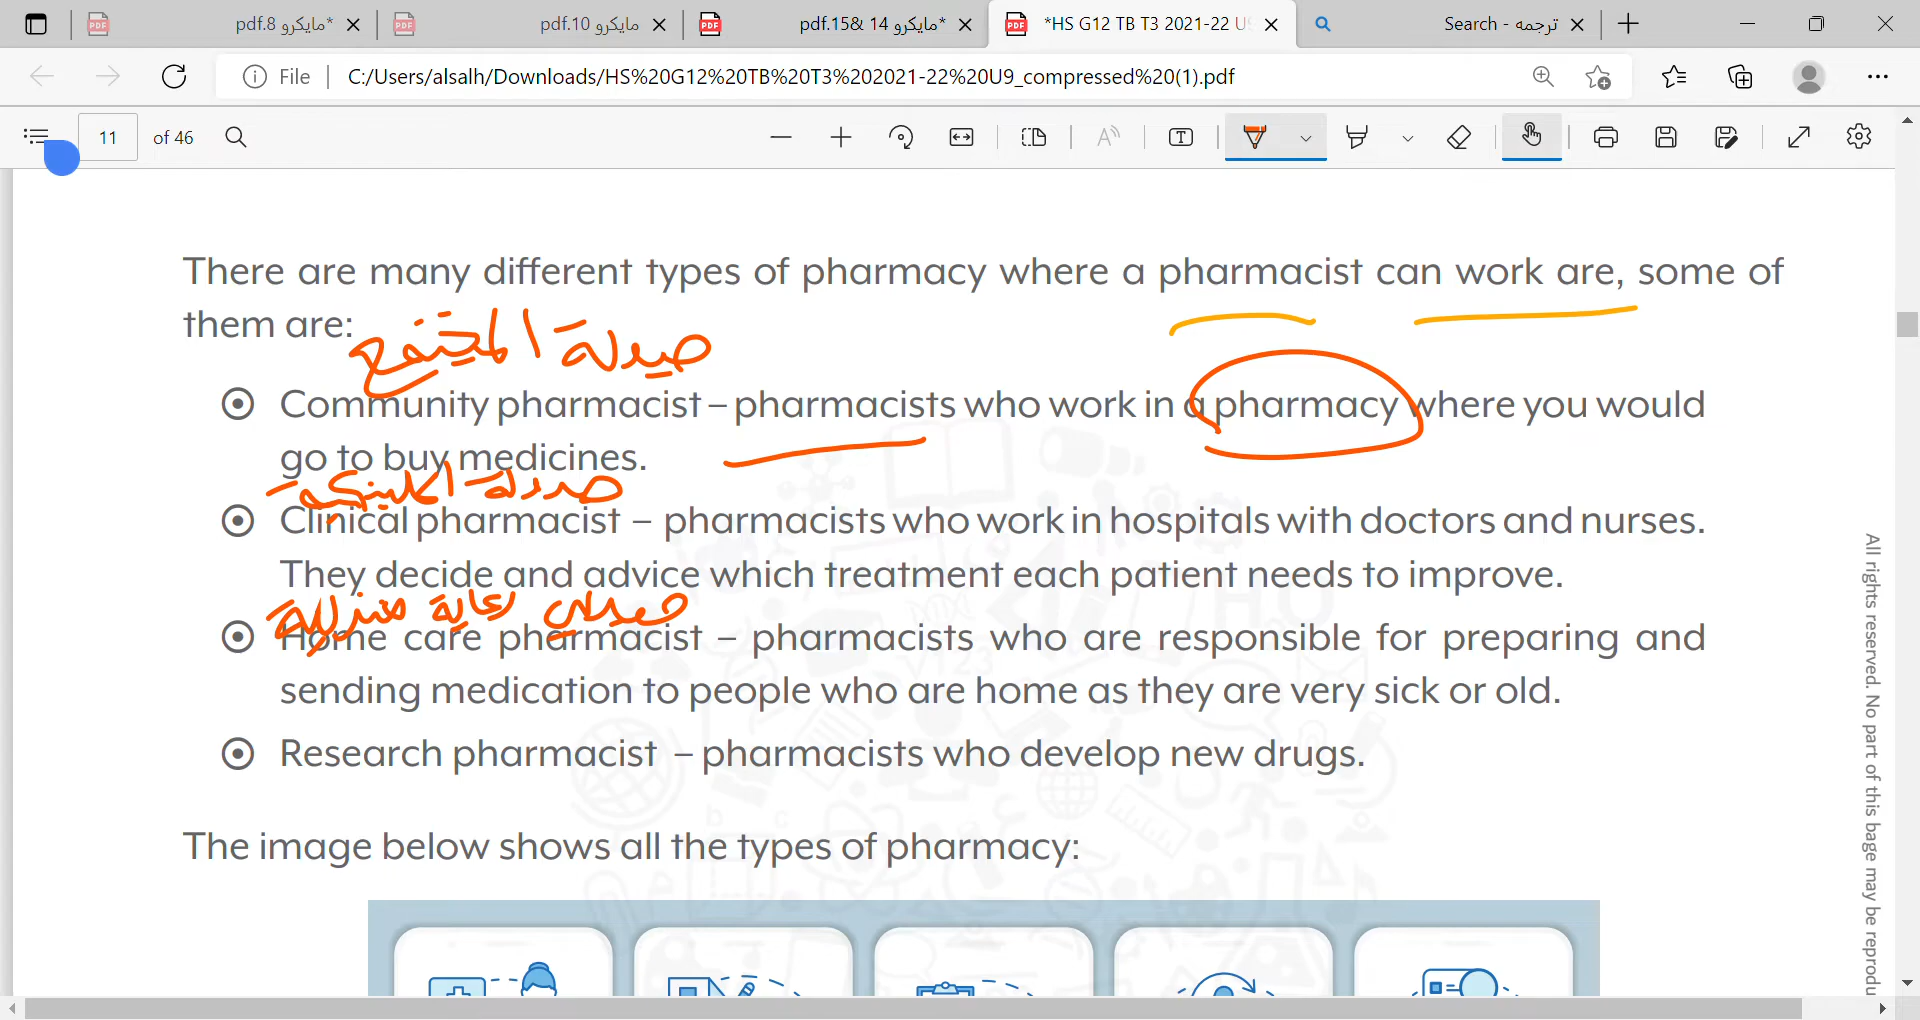 مايكرو 8.pdf*
مايكرو 10.pdf
مايكرو 14 &15.pdf*
*HS G12 TB T3 2021-22 U9
ترجمه - Search
File
C:/Users/alsalh/Downloads/HS%20G12%20TB%20T3%202021-22%20U9_compressed%20(1).pdf
11 of 46
There are many different types of pharmacy where a pharmacist can work are, some of
them are:
صيدلة المجتمع
Community pharmacist – pharmacists who work in a pharmacy where you would
go to buy medicines.
صيدلة الكلينيكية
Clinical pharmacist – pharmacists who work in hospitals with doctors and nurses.
They decide and advice which treatment each patient needs to improve.
صيدلي رعاية منزلية
Home care pharmacist – pharmacists who are responsible for preparing and
sending medication to people who are home as they are very sick or old.
Research pharmacist – pharmacists who develop new drugs.
The image below shows all the types of pharmacy:
All rights reserved. No part of this bage may be reprodu